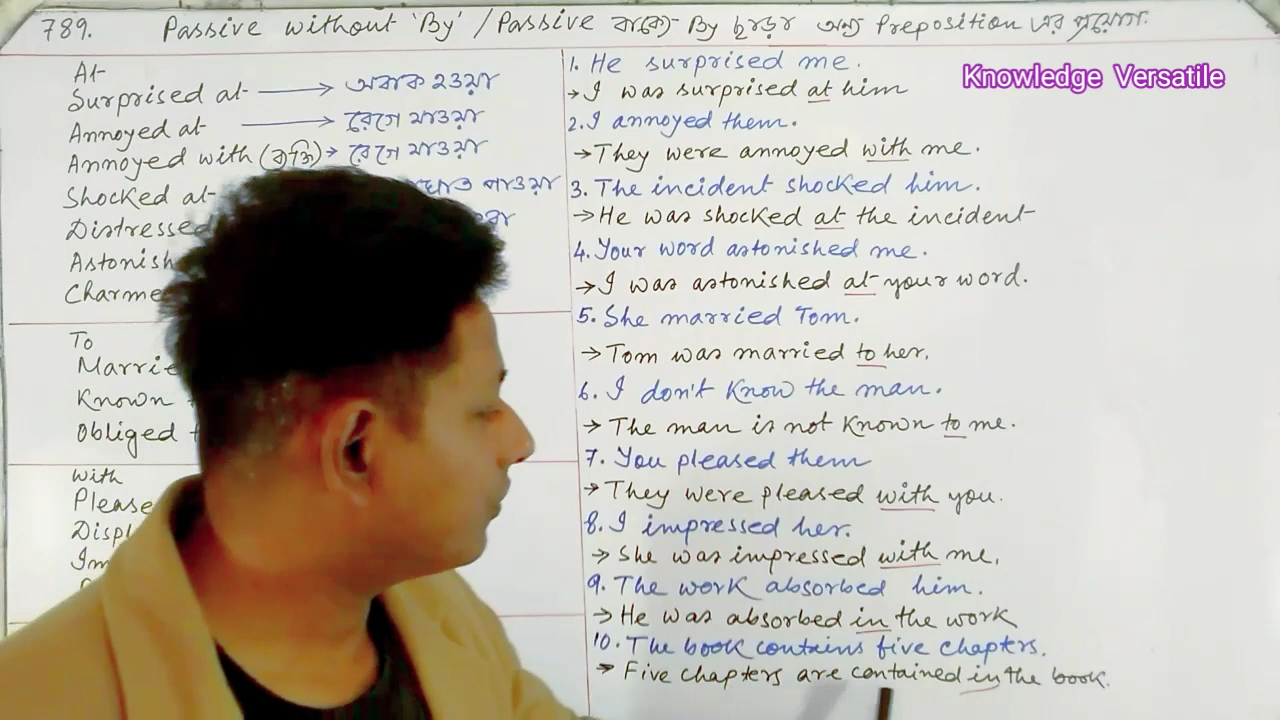 789. Passive without 'By' / Passive বাক্যে By ছাড়া অন্য Preposition এর প্রয়োগ:
Knowledge Versatile
At
Surprised at → অবাক হওয়া
Annoyed at → রেগে যাওয়া
Annoyed with (ব্যক্তি) → রেগে যাওয়া
Shocked at পাওয়া
Distressed
Astonish
Charme
To
Marrie
Known
Obliged
With
Please
Disp
Im
1. He surprised me.
→ I was surprised at him
2. I annoyed them.
→ They were annoyed with me.
3. The incident shocked him.
→ He was shocked at the incident
4. Your word astonished me.
→ I was astonished at your word.
5. She married Tom.
→ Tom was married to her.
6. I don't know the man.
→ The man is not known to me.
7. You pleased them
→ They were pleased with you.
8. I impressed her.
→ She was impressed with me.
9. The work absorbed him.
→ He was absorbed in the work
10. The book contains five chapters.
→ Five chapters are contained in the book.